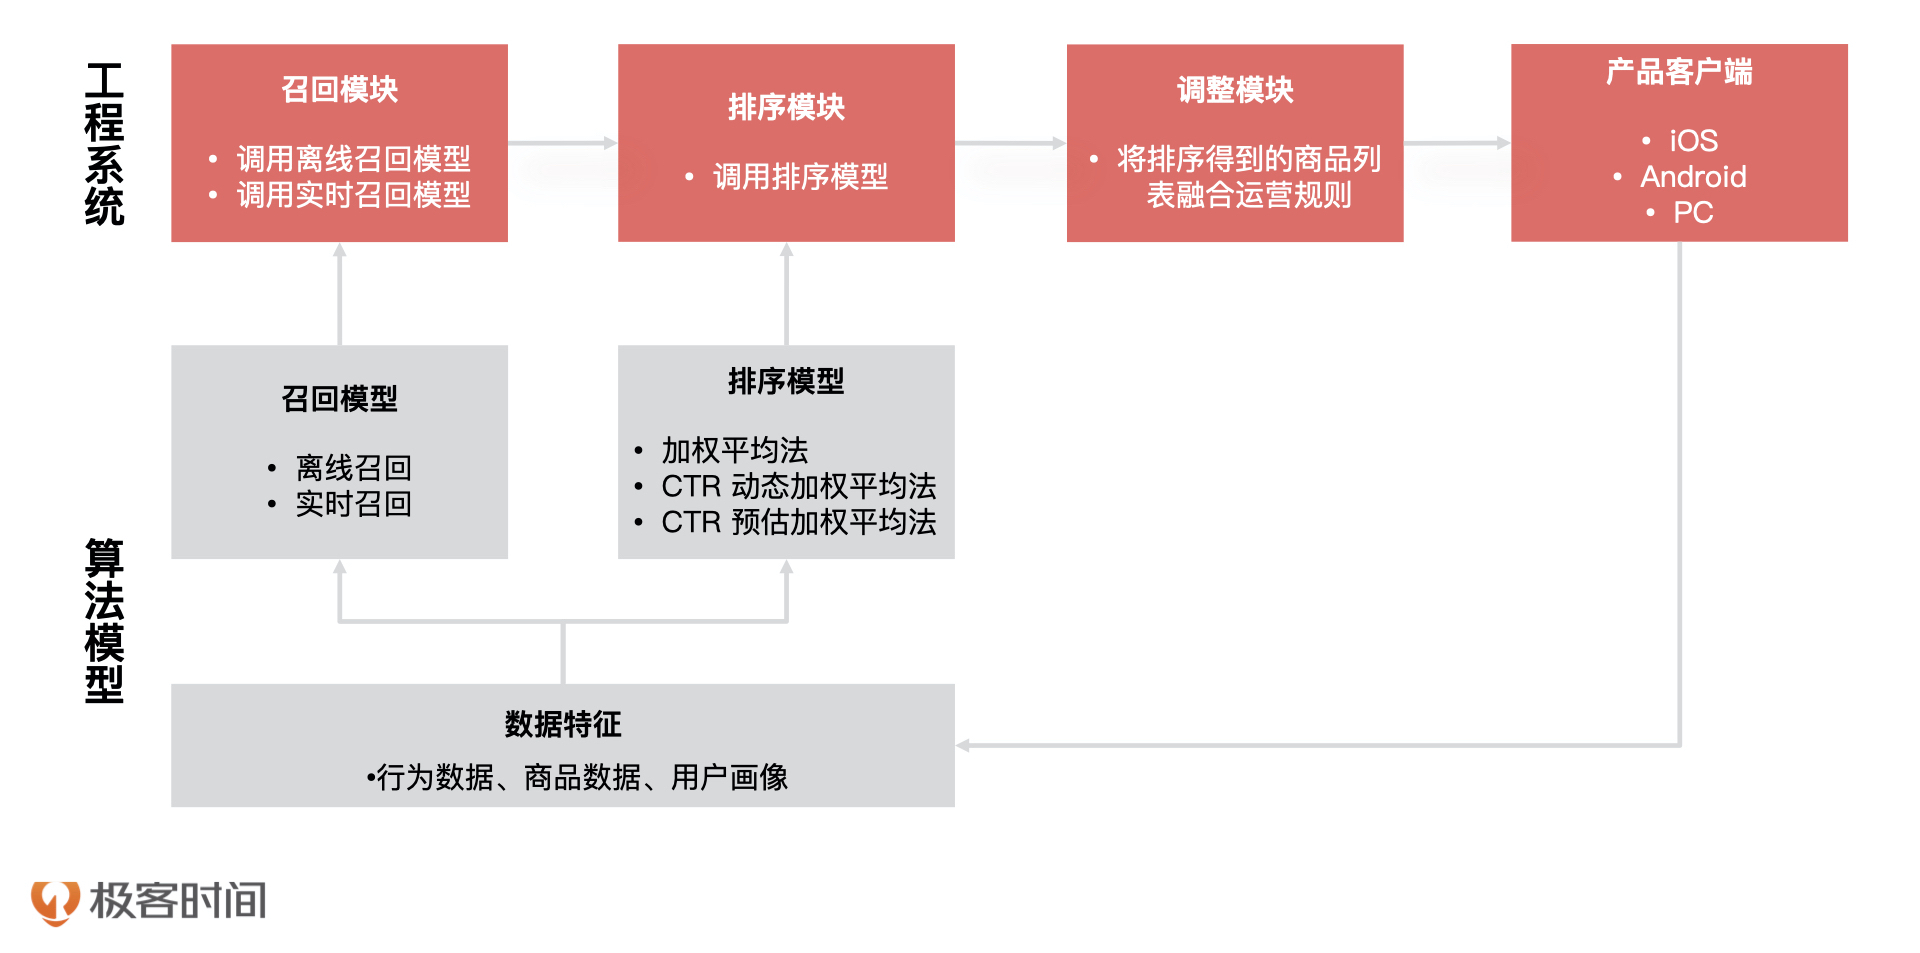 工程系统
召回模块
• 调用离线召回模型
• 调用实时召回模型
排序模块
• 调用排序模型
调整模块
• 将排序得到的商品列
表融合运营规则
产品客户端
• iOS
• Android
• PC
算法模型
召回模型
• 离线召回
• 实时召回
排序模型
• 加权平均法
• CTR 动态加权平均法
• CTR 预估加权平均法
数据特征
•行为数据、商品数据、用户画像
极客时间